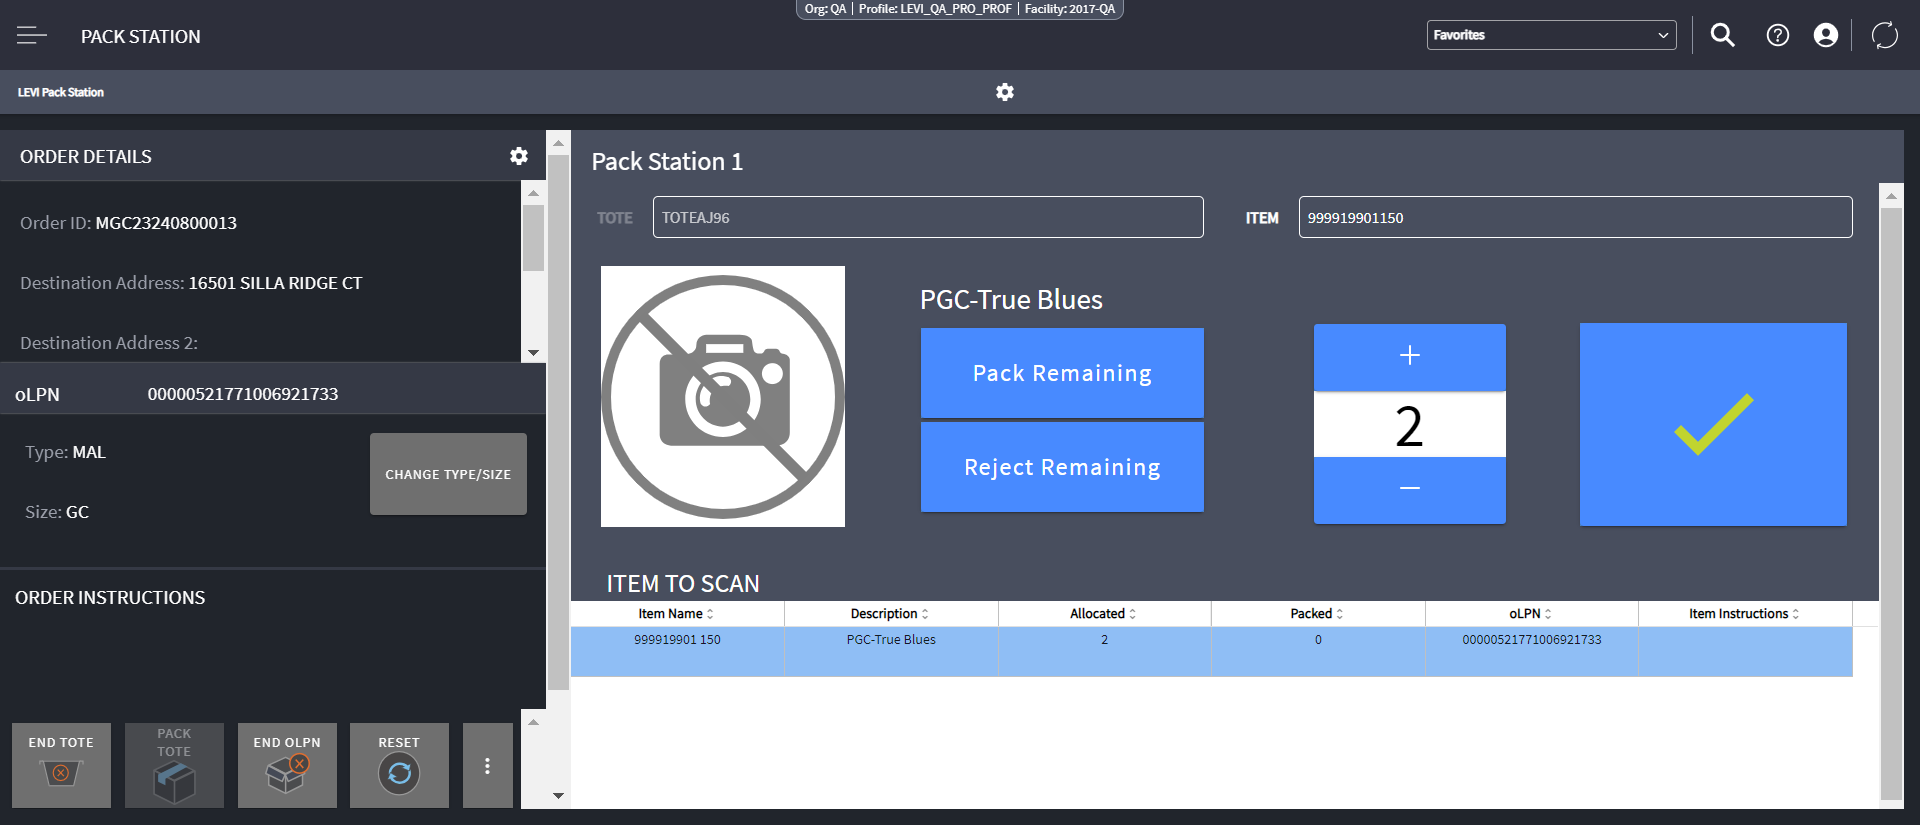 Org: QA | Profile: LEVI_QA_PRO_PROF | Facility: 2017-QA
PACK STATION
Favorites
LEVI Pack Station
ORDER DETAILS
Order ID: MGC23240800013
Destination Address: 16501 SILLA RIDGE CT
Destination Address 2:
oLPN 00000521771006921733
Type: MAL
CHANGE TYPE/SIZE
Size: GC
ORDER INSTRUCTIONS
END TOTE
PACK
TOTE
END OLPN
RESET
Pack Station 1
TOTE TOTEAJ96 ITEM 999919901150
PGC-True Blues
Pack Remaining
Reject Remaining
+
2
−
ITEM TO SCAN
Item Name Description Allocated Packed oLPN Item Instructions
999919901 150 PGC-True Blues 2 0 00000521771006921733